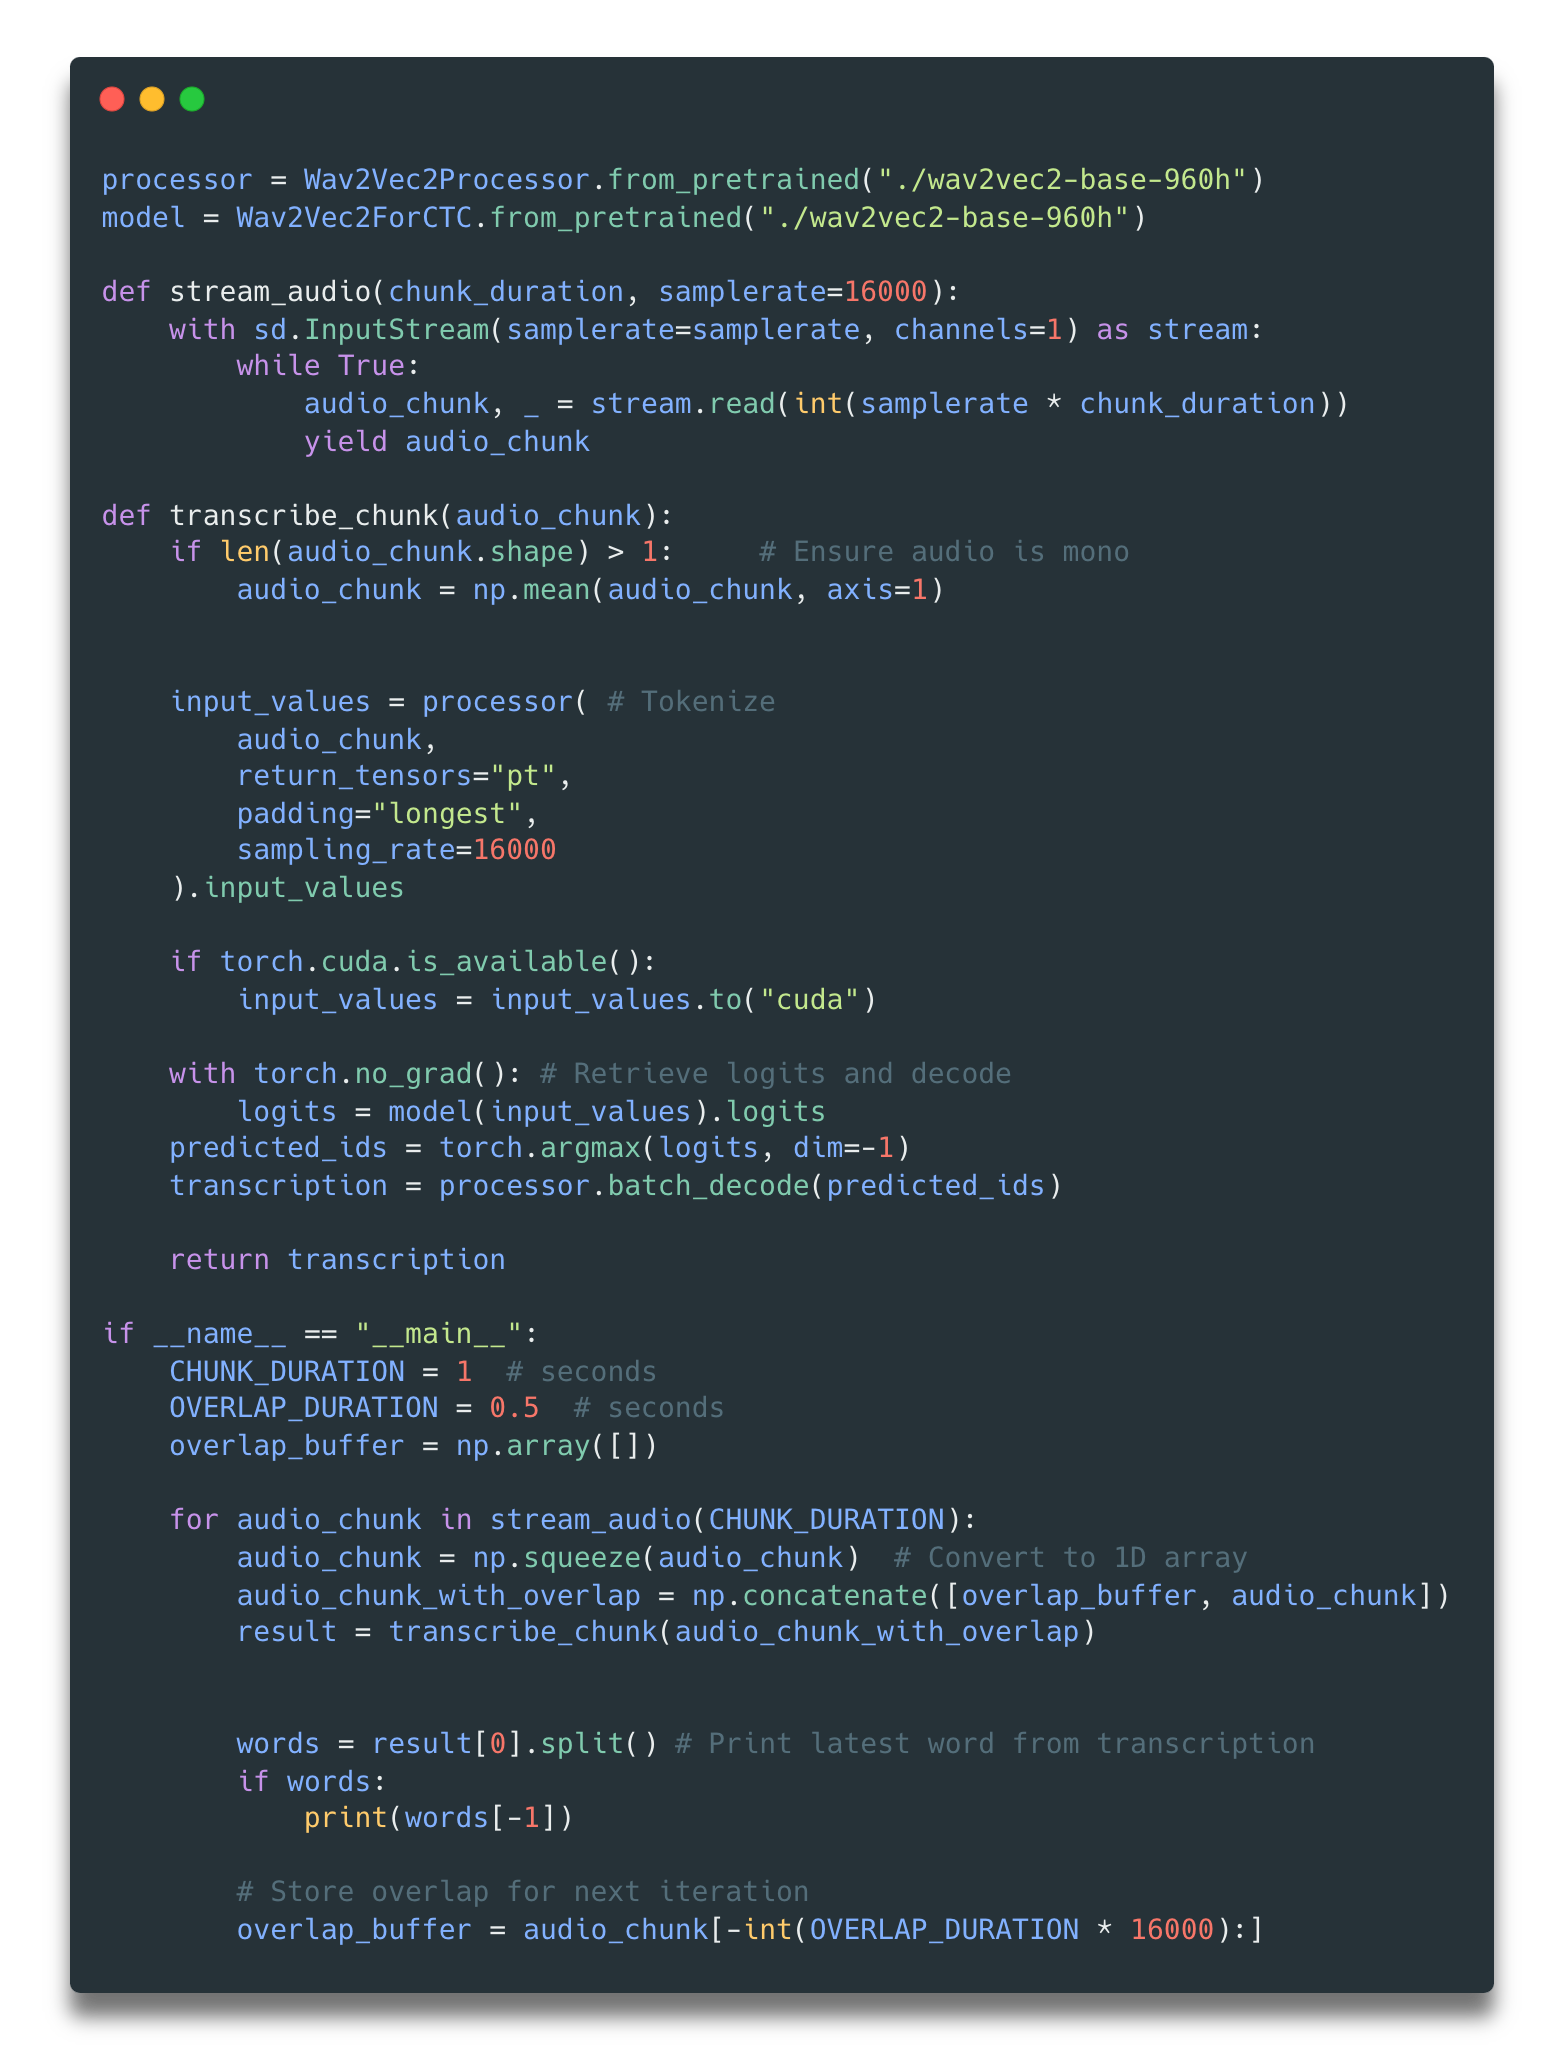 processor = Wav2Vec2Processor.from_pretrained("./wav2vec2-base-960h")
model = Wav2Vec2ForCTC.from_pretrained("./wav2vec2-base-960h")

def stream_audio(chunk_duration, samplerate=16000):
    with sd.InputStream(samplerate=samplerate, channels=1) as stream:
        while True:
            audio_chunk, _ = stream.read(int(samplerate * chunk_duration))
            yield audio_chunk

def transcribe_chunk(audio_chunk):
    if len(audio_chunk.shape) > 1:     # Ensure audio is mono
        audio_chunk = np.mean(audio_chunk, axis=1)


    input_values = processor( # Tokenize
        audio_chunk,
        return_tensors="pt",
        padding="longest",
        sampling_rate=16000
    ).input_values

    if torch.cuda.is_available():
        input_values = input_values.to("cuda")

    with torch.no_grad(): # Retrieve logits and decode
        logits = model(input_values).logits
    predicted_ids = torch.argmax(logits, dim=-1)
    transcription = processor.batch_decode(predicted_ids)

    return transcription

if __name__ == "__main__":
    CHUNK_DURATION = 1  # seconds
    OVERLAP_DURATION = 0.5  # seconds
    overlap_buffer = np.array([])

    for audio_chunk in stream_audio(CHUNK_DURATION):
        audio_chunk = np.squeeze(audio_chunk)  # Convert to 1D array
        audio_chunk_with_overlap = np.concatenate([overlap_buffer, audio_chunk])
        result = transcribe_chunk(audio_chunk_with_overlap)


        words = result[0].split() # Print latest word from transcription
        if words:
            print(words[-1])

        # Store overlap for next iteration
        overlap_buffer = audio_chunk[-int(OVERLAP_DURATION * 16000):]